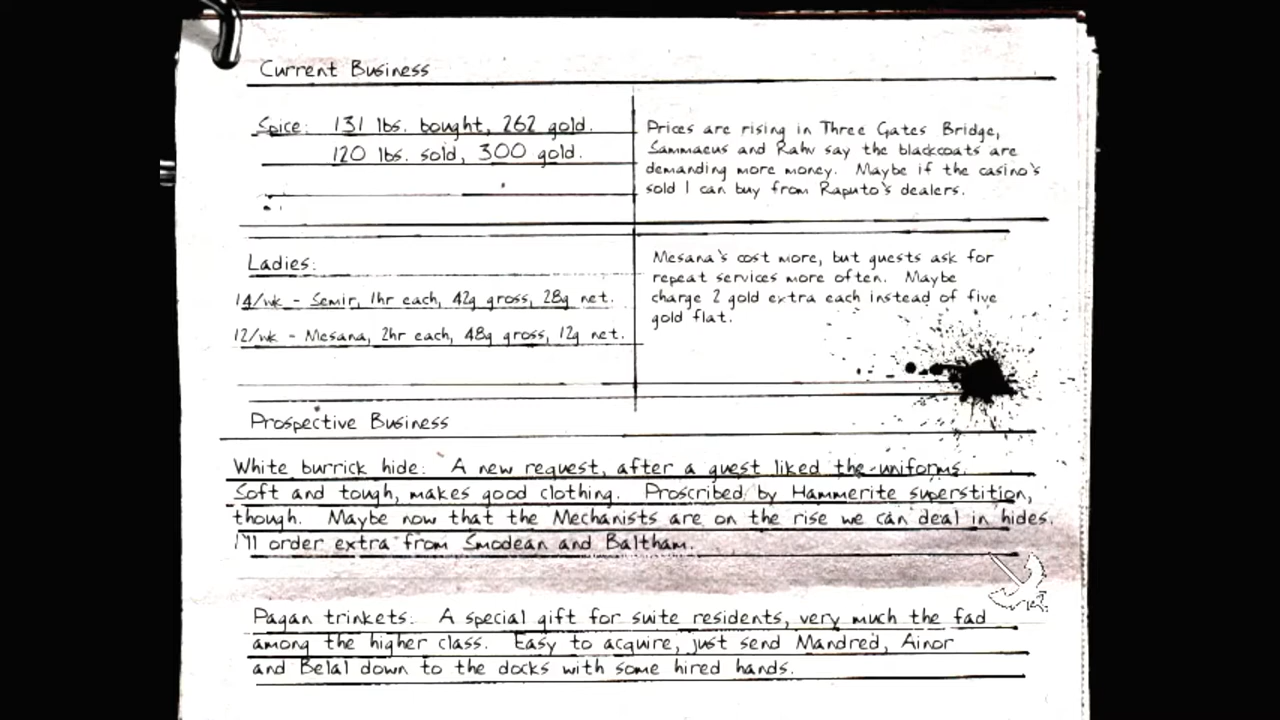 Current Business
Spice: 131 lbs. bought, 262 gold.
120 lbs. sold, 300 gold.
Prices are rising in Three Gates Bridge,
Sammaeus and Rahv say the blackcoats are
demanding more money. Maybe if the casino's
sold I can buy from Raputo's dealers.
Ladies:
14/wk - Semir, 1hr each, 42g gross, 28g net.
12/wk - Mesana, 2hr each, 48g gross, 12g net.
Mesana's cost more, but guests ask for
repeat services more often. Maybe
charge 2 gold extra each instead of five
gold flat.
Prospective Business
White burrick hide: A new request, after a guest liked the uniforms.
Soft and tough, makes good clothing. Proscribed by Hammerite superstition,
though. Maybe now that the Mechanists are on the rise we can deal in hides.
I'll order extra from Smodean and Baltham.
Pagan trinkets: A special gift for suite residents, very much the fad
among the higher class. Easy to acquire, just send Mandred, Ainor
and Belal down to the docks with some hired hands.